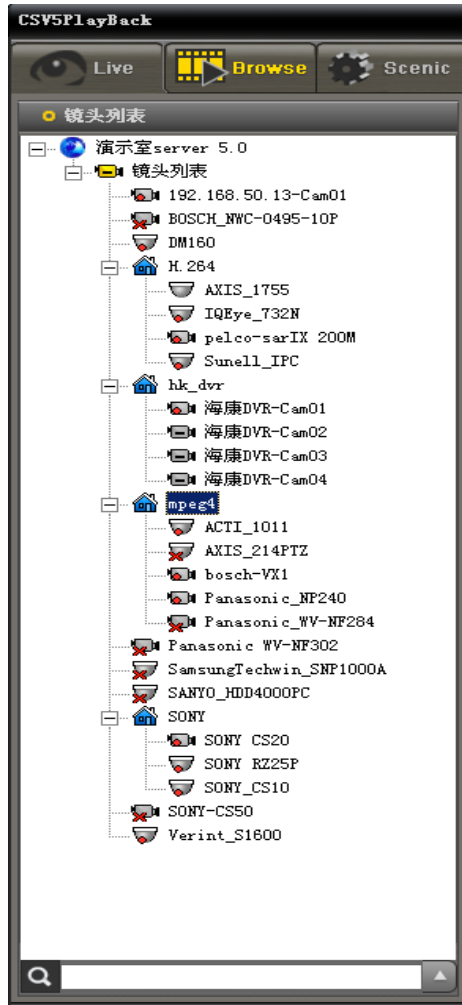 CSV5PlayBack
Live Browse Scenic
镜头列表
演示室server 5.0
镜头列表
192.168.50.13-Cam01
BOSCH_NWC-0495-10P
DM160
H.264
AXIS_1755
IQEye_732N
pelco-sarIX 200M
Sunell_IPC
hk_dvr
海康DVR-Cam01
海康DVR-Cam02
海康DVR-Cam03
海康DVR-Cam04
mpeg4
ACTI_1011
AXIS_214PTZ
bosch-VX1
Panasonic_NP240
Panasonic_WV-NF284
Panasonic WV-NF302
SamsungTechwin_SNP1000A
SANYO_HDD4000PC
SONY
SONY CS20
SONY RZ25P
SONY_CS10
SONY-CS50
Verint_S1600